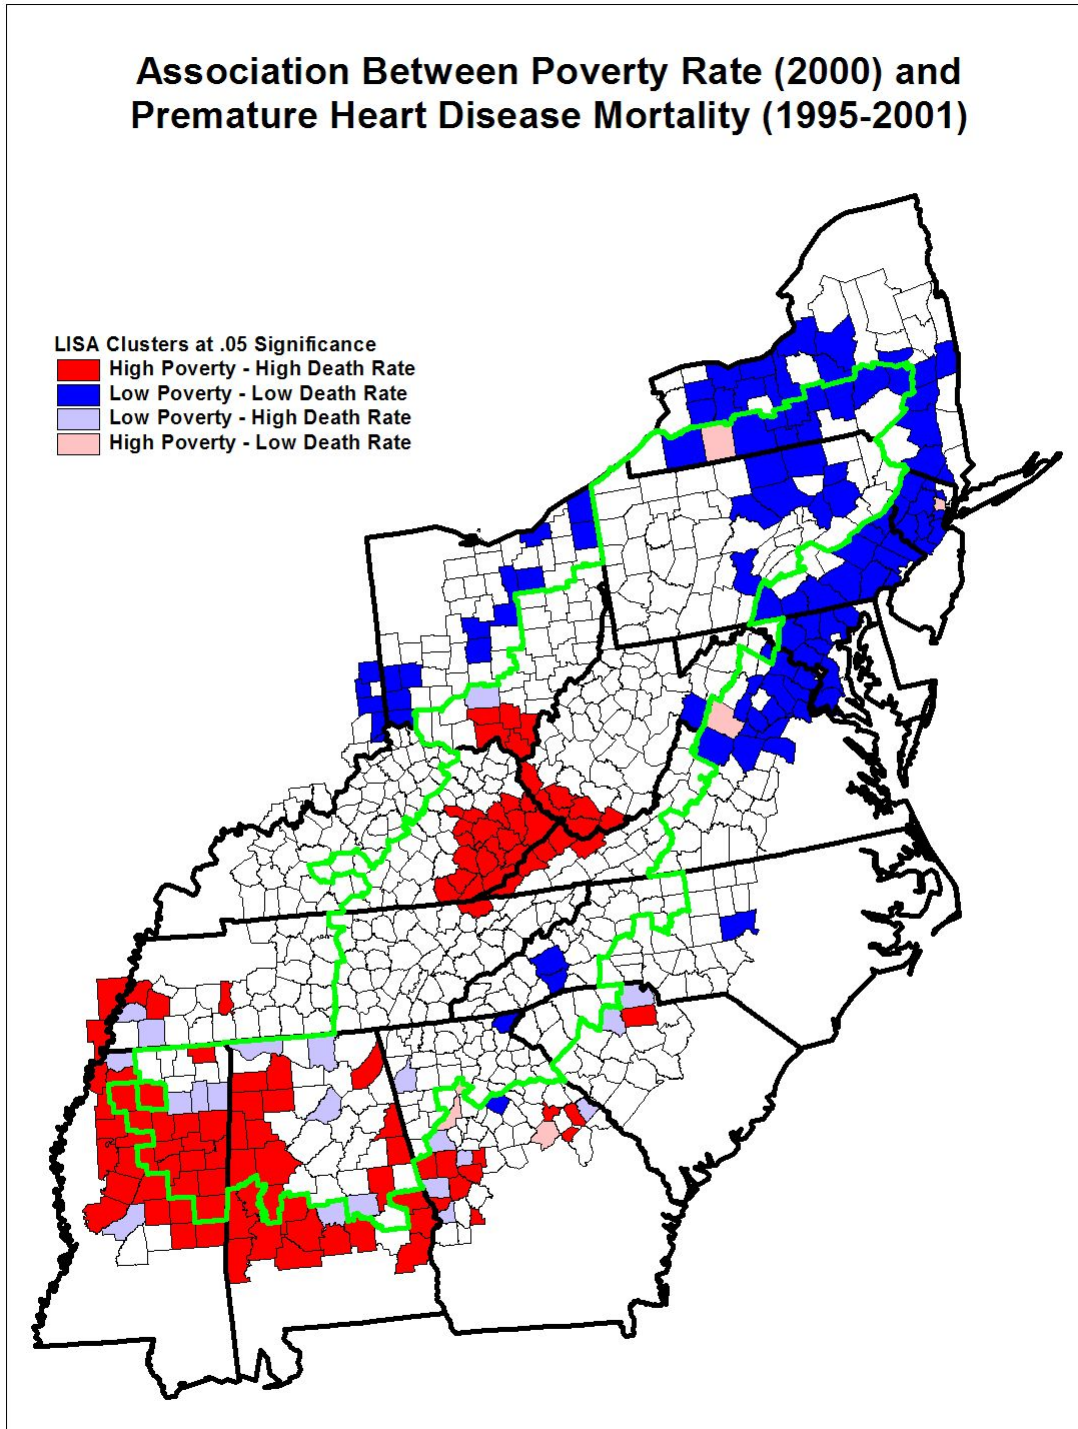 Association Between Poverty Rate (2000) and
Premature Heart Disease Mortality (1995-2001)
LISA Clusters at .05 Significance
High Poverty - High Death Rate
Low Poverty - Low Death Rate
Low Poverty - High Death Rate
High Poverty - Low Death Rate